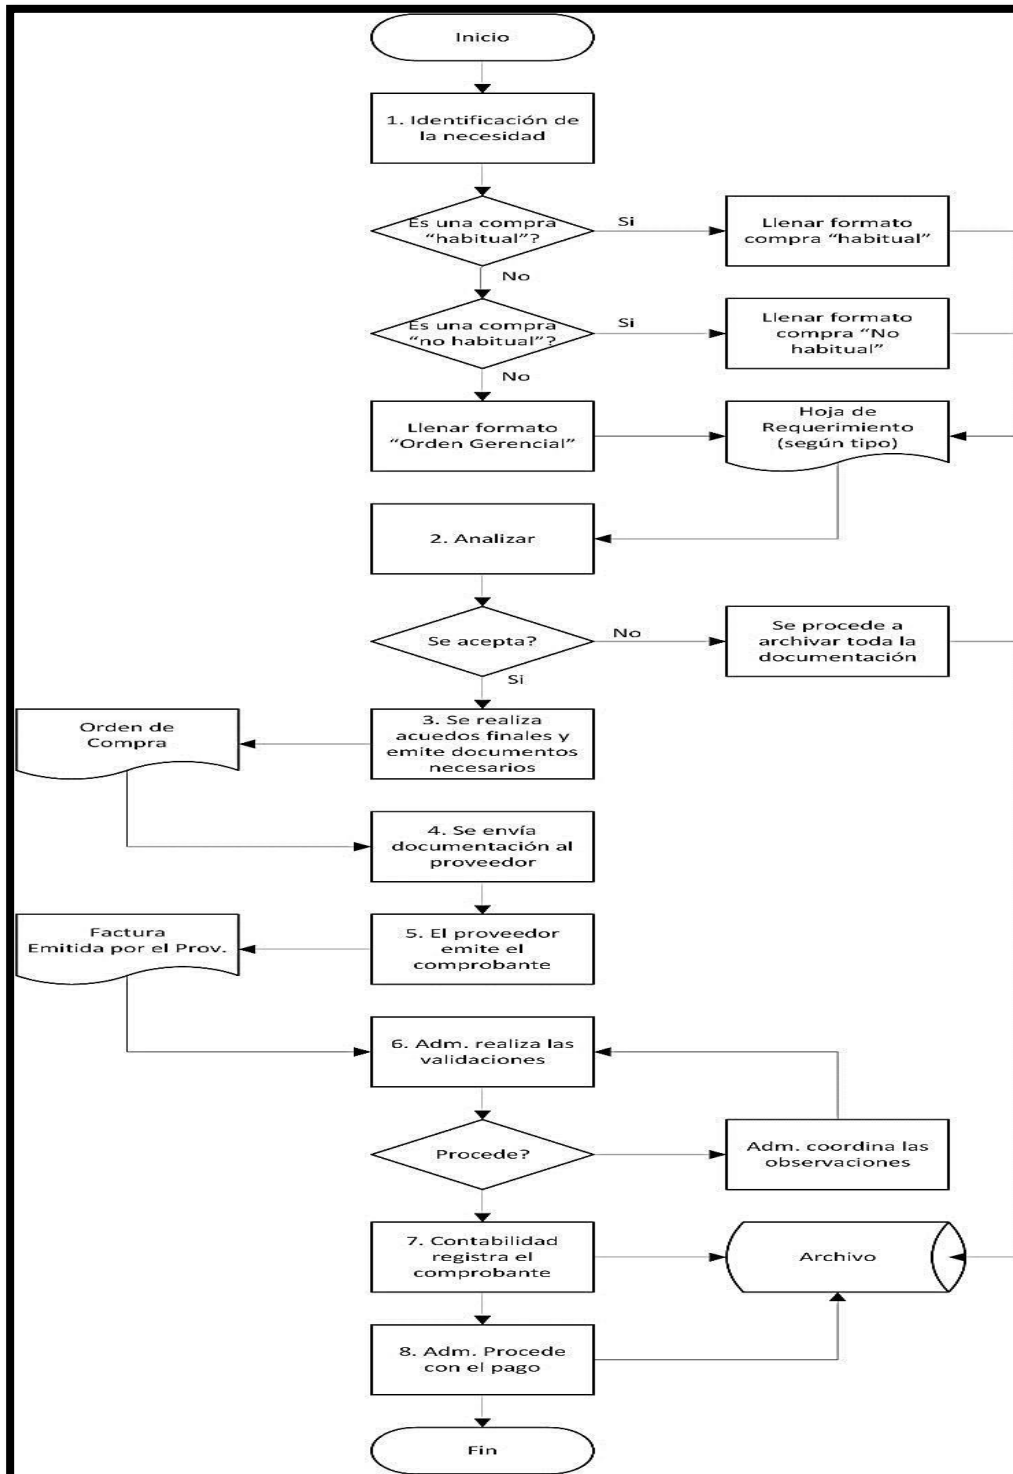 Inicio
1. Identificación de
la necesidad
Es una compra
“habitual”?
Si
Llenar formato
compra “habitual”
No
Es una compra
“no habitual”?
Si
Llenar formato
compra “No
habitual”
No
Llenar formato
“Orden Gerencial”
Hoja de
Requerimiento
(según tipo)
2. Analizar
Se acepta?
No
Se procede a
archivar toda la
documentación
Si
Orden de
Compra
3. Se realiza
acuedos finales y
emite documentos
necesarios
4. Se envía
documentación al
proveedor
Factura
Emitida por el Prov.
5. El proveedor
emite el
comprobante
6. Adm. realiza las
validaciones
Procede?
Adm. coordina las
observaciones
7. Contabilidad
registra el
comprobante
Archivo
8. Adm. Procede
con el pago
Fin